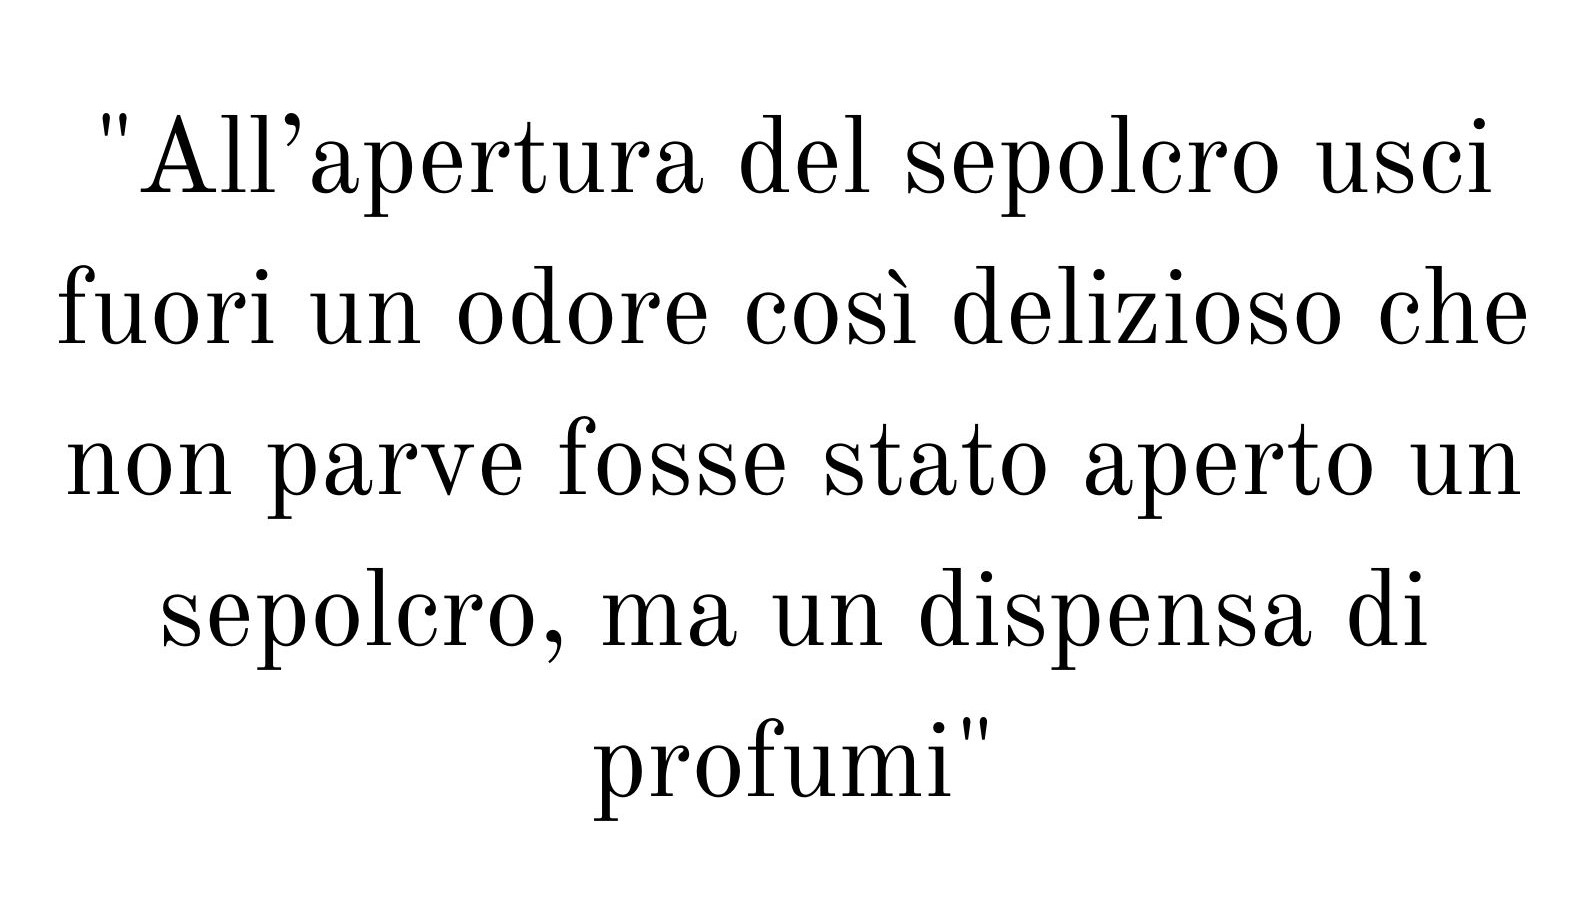 "All’apertura del sepolcro usci
fuori un odore così delizioso che
non parve fosse stato aperto un
sepolcro, ma un dispensa di
profumi"